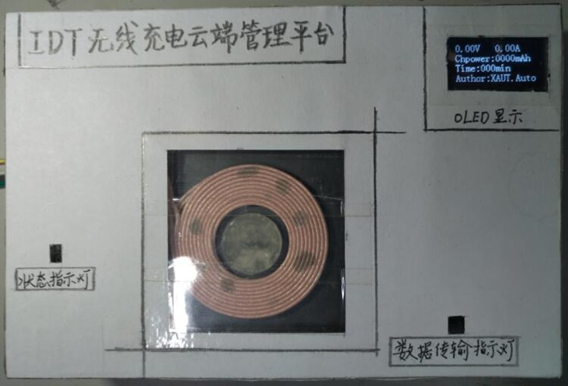 IDT无线充电云端管理平台
0.00V 0.00A
Chpower:0000mAh
Time:000min
Author:XAUT.Auto
OLED显示
状态指示灯
数据传输指示灯